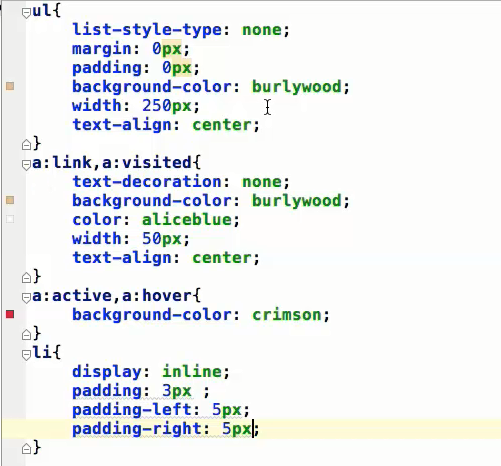 ul{
list-style-type: none;
margin: 0px;
padding: 0px;
background-color: burlywood;
width: 250px;
text-align: center;
}
a:link,a:visited{
text-decoration: none;
background-color: burlywood;
color: aliceblue;
width: 50px;
text-align: center;
}
a:active,a:hover{
background-color: crimson;
}
li{
display: inline;
padding: 3px ;
padding-left: 5px;
padding-right: 5px;
}